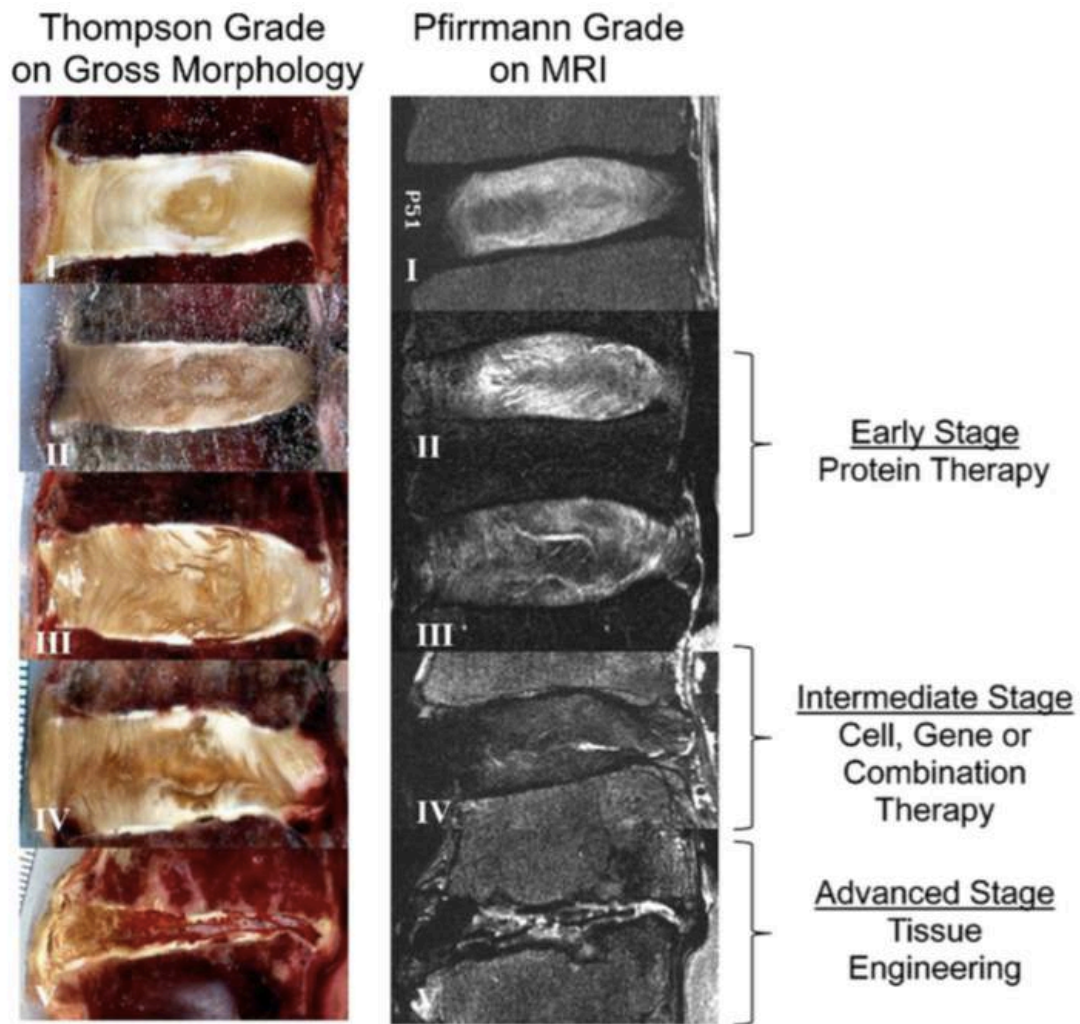 Thompson Grade
on Gross Morphology
Pfirrmann Grade
on MRI
I
II
III
IV
V
P51
I
II
III
IV
V
Early Stage
Protein Therapy
Intermediate Stage
Cell, Gene or
Combination
Therapy
Advanced Stage
Tissue
Engineering